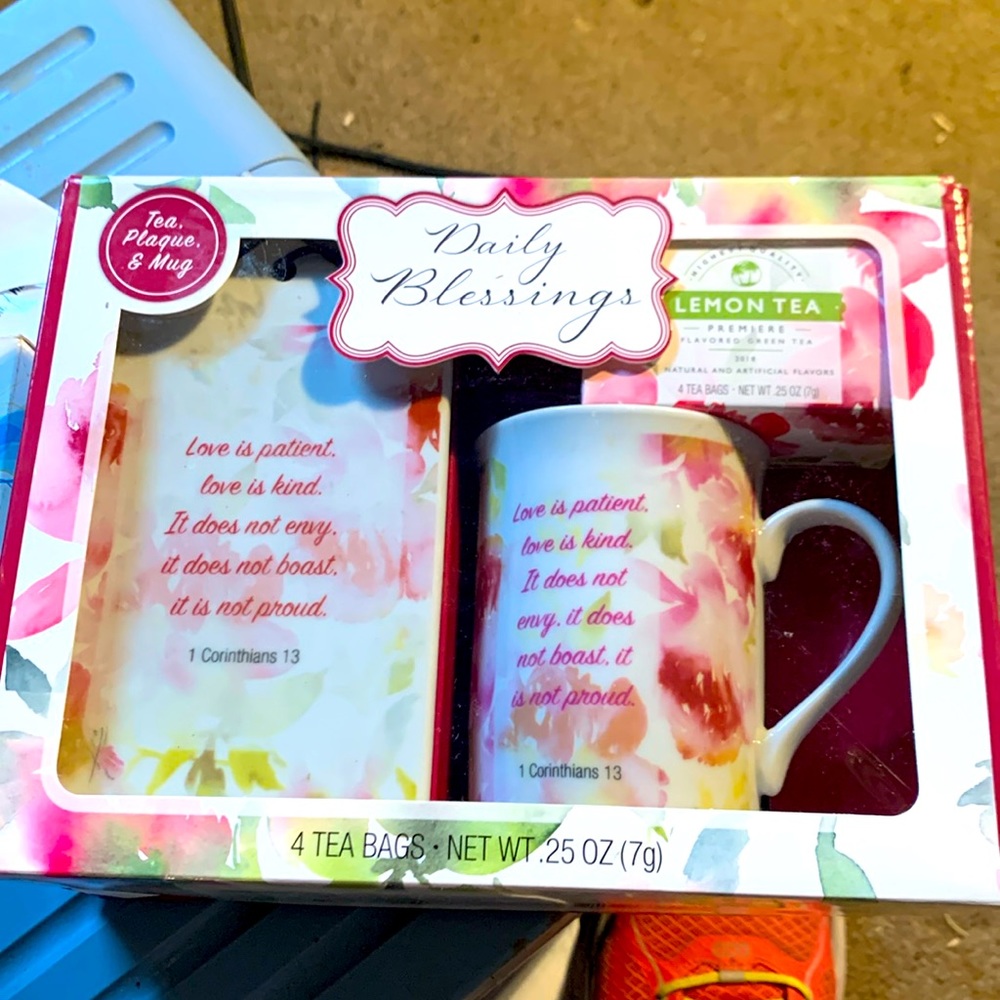 Tea,
Plaque,
& Mug
Daily
Blessings
HIGHEST QUALITY
LEMON TEA
PREMIERE
FLAVORED GREEN TEA
2018
NATURAL AND ARTIFICIAL FLAVORS
4 TEA BAGS · NET WT .25 OZ (7g)
Love is patient,
love is kind.
It does not envy,
it does not boast,
it is not proud.
1 Corinthians 13
Love is patient,
love is kind.
It does not
envy, it does
not boast, it
is not proud.
1 Corinthians 13
4 TEA BAGS · NET WT .25 OZ (7g)